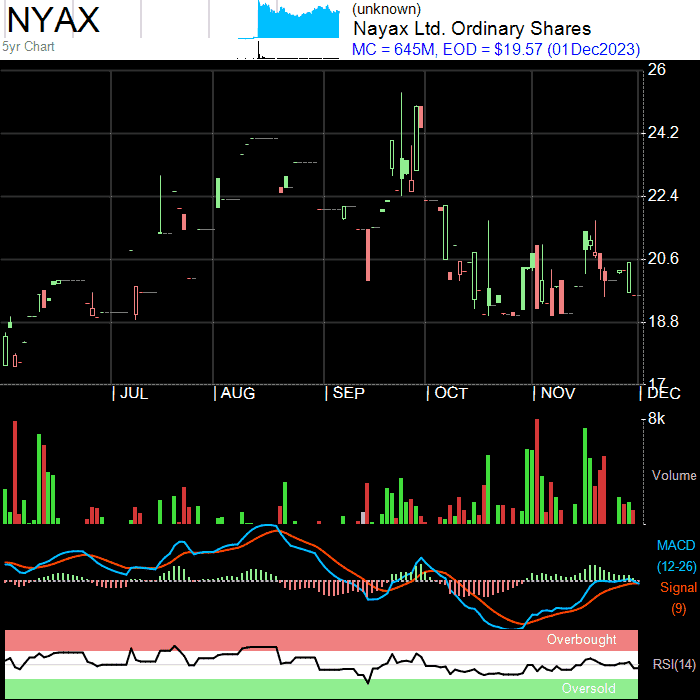 NYAX
5yr Chart
(unknown)
Nayax Ltd. Ordinary Shares
MC = 645M, EOD = $19.57 (01Dec2023)
26
24.2
22.4
20.6
18.8
17
JUL AUG SEP OCT NOV DEC
8k
Volume
MACD
(12-26)
Signal
(9)
Overbought
RSI(14)
Oversold